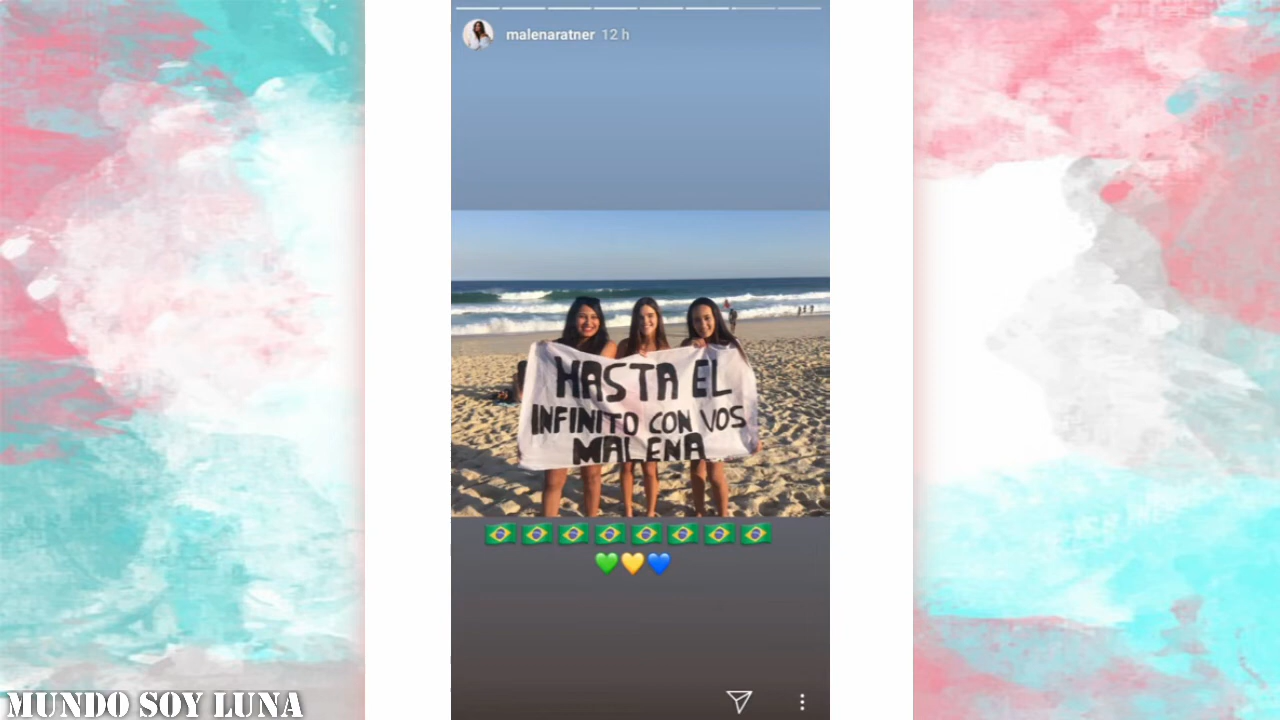 malenaratner 12 h
HASTA EL
INFINITO CON VOS
MALENA
MUNDO SOY LUNA